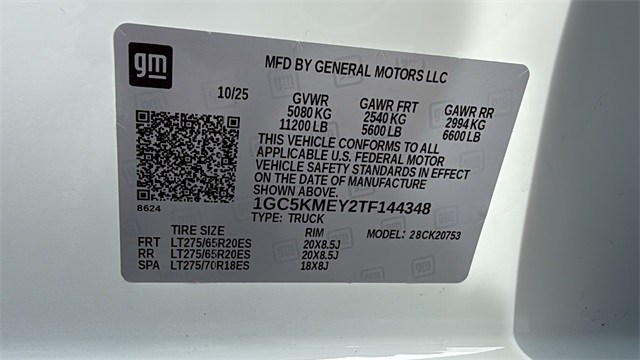 gm
MFD BY GENERAL MOTORS LLC
10/25
GVWR GAWR FRT GAWR RR
5080 KG 2540 KG 2994 KG
11200 LB 5600 LB 6600 LB
THIS VEHICLE CONFORMS TO ALL
APPLICABLE U.S. FEDERAL MOTOR
VEHICLE SAFETY STANDARDS IN EFFECT
ON THE DATE OF MANUFACTURE
SHOWN ABOVE.
8624
1GC5KMEY2TF144348
TYPE: TRUCK
MODEL: 28CK20753
TIRE SIZE RIM
FRT LT275/65R20ES 20X8.5J
RR LT275/65R20ES 20X8.5J
SPA LT275/70R18ES 18X8J